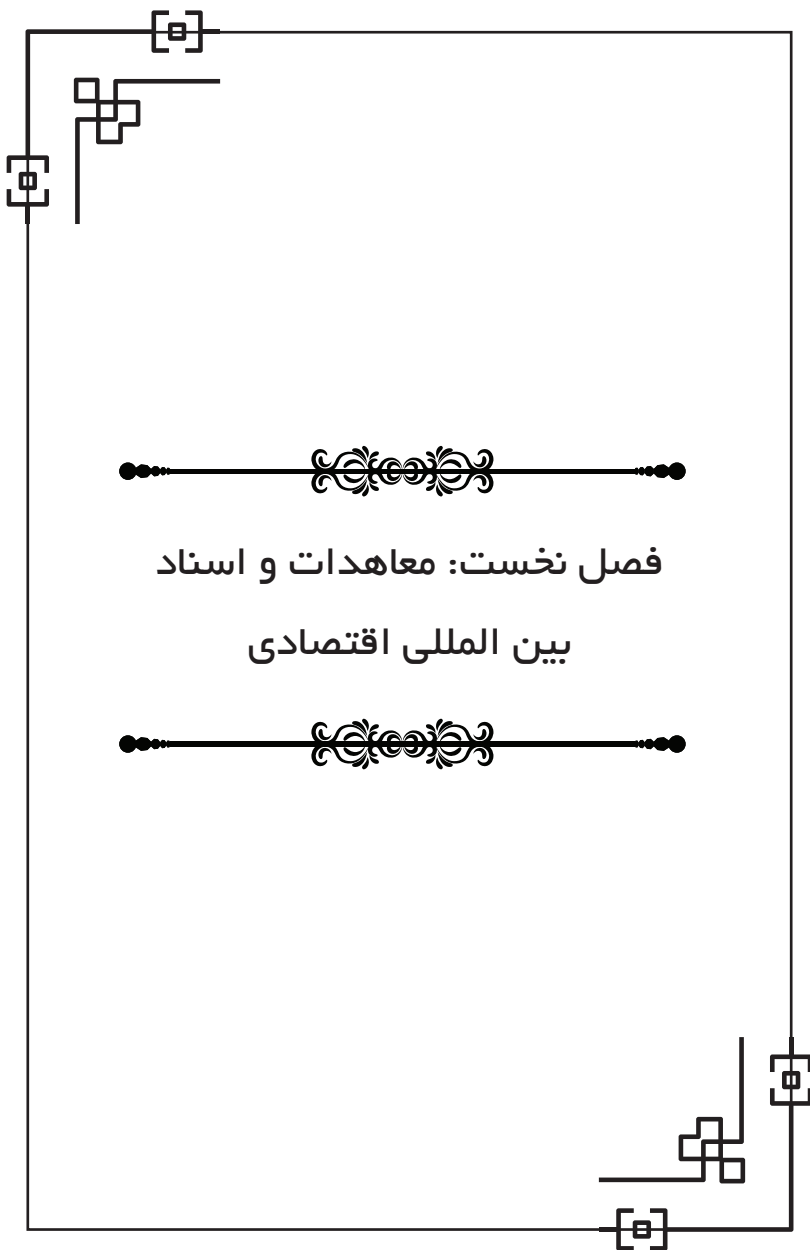 فصل نخست: معاهدات و اسناد
بین المللی اقتصادی